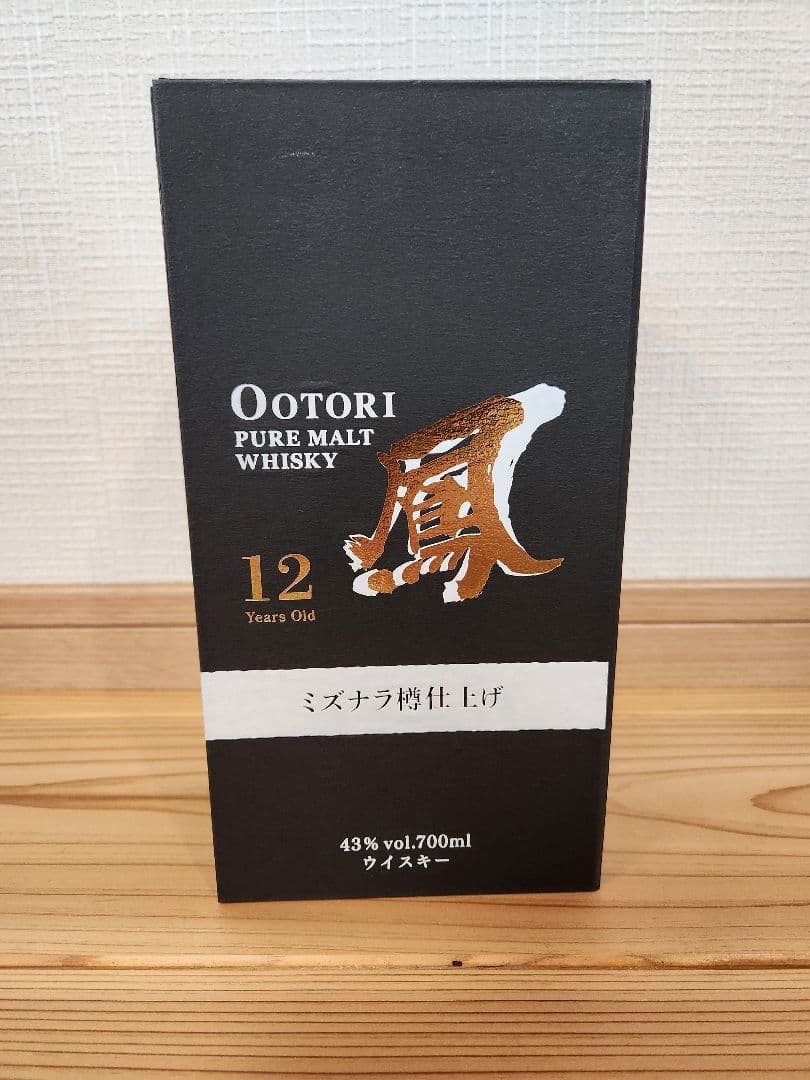 OOTORI
PURE MALT
WHISKY
鳳
12
Years Old
ミズナラ樽仕上げ
43% vol.700ml
ウイスキー